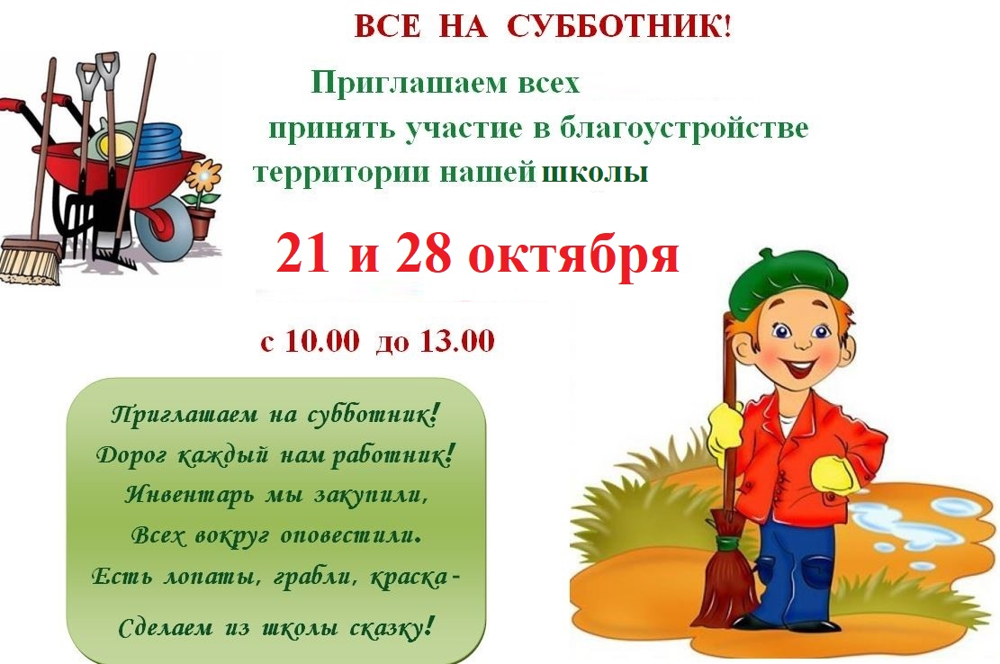 ВСЕ НА СУББОТНИК!
Приглашаем всех
принять участие в благоустройстве
территории нашей школы
21 и 28 октября
с 10.00 до 13.00
Приглашаем на субботник!
Дорог каждый нам работник!
Инвентарь мы закупили,
Всех вокруг оповестили.
Есть лопаты, грабли, краска -
Сделаем из школы сказку!